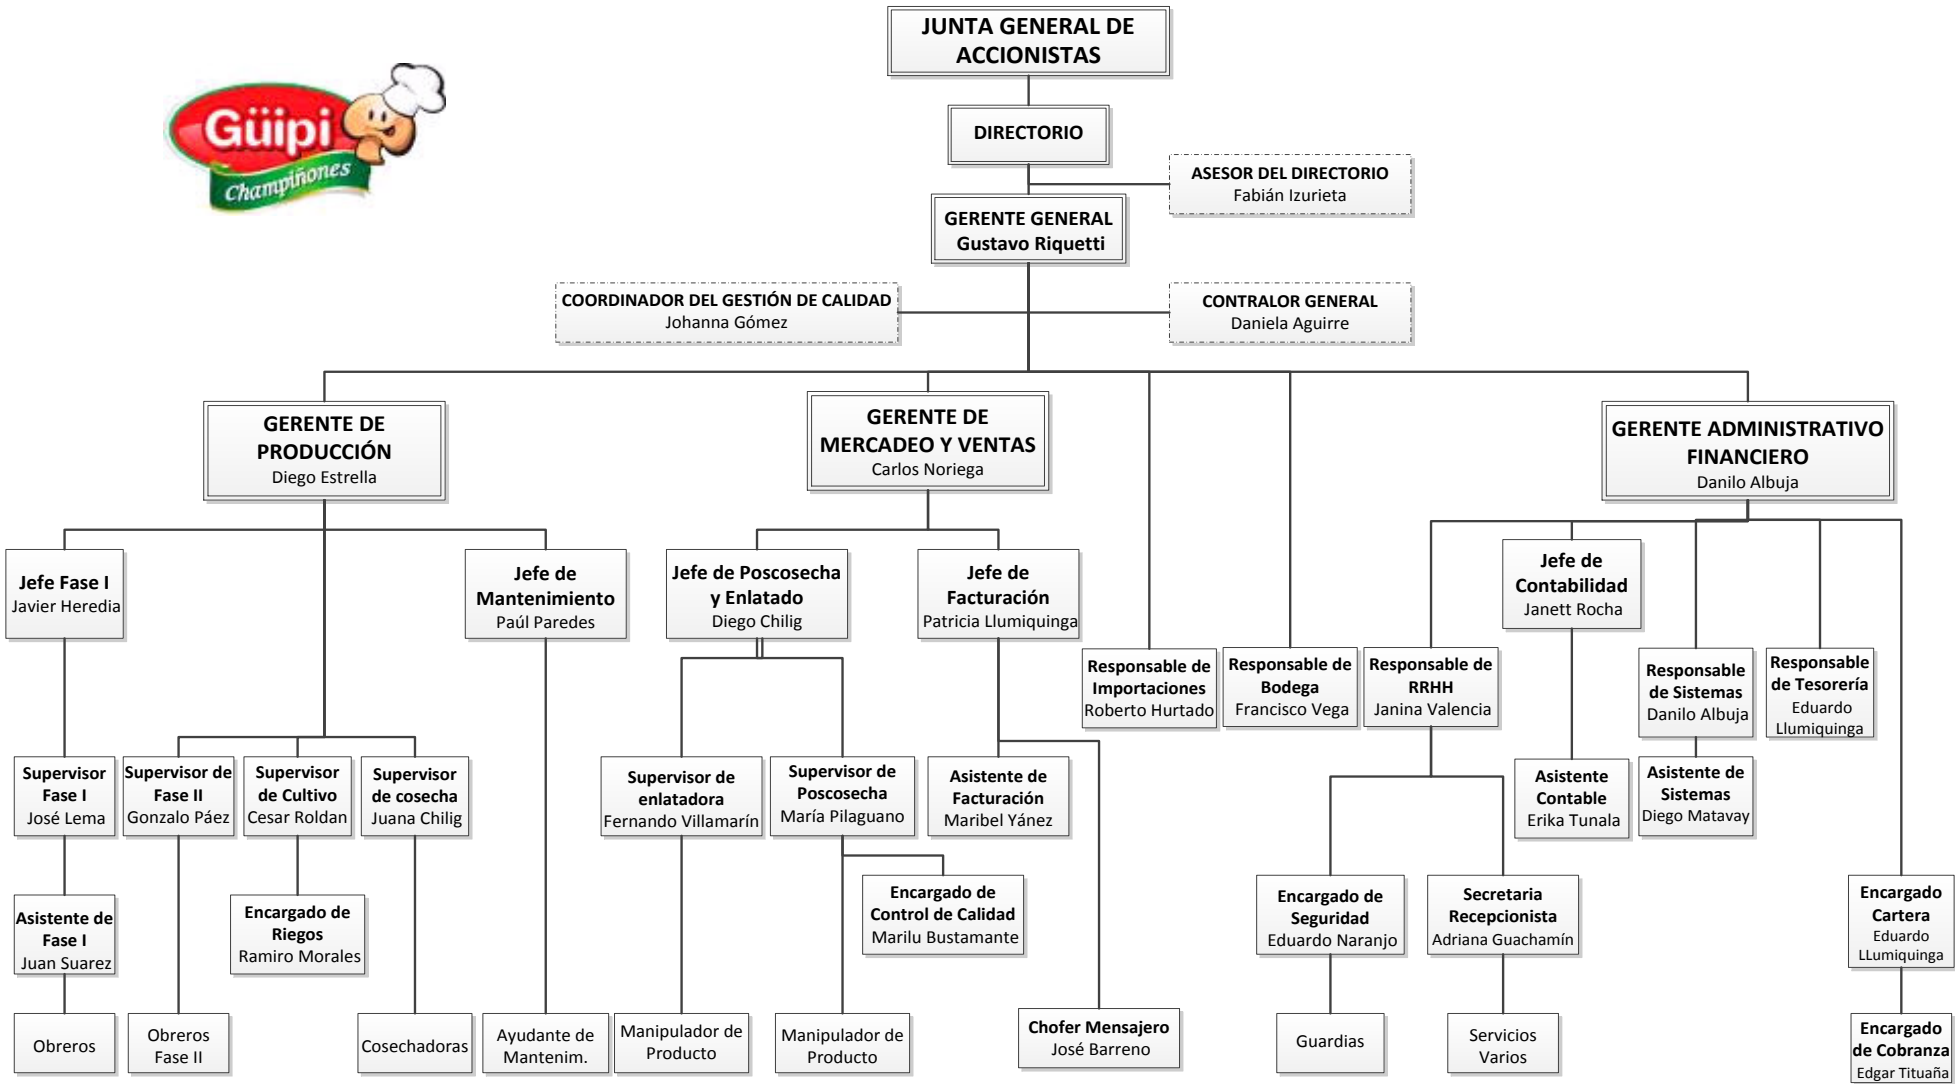 JUNTA GENERAL DE
ACCIONISTAS
Güipi
Champiñones
DIRECTORIO
ASESOR DEL DIRECTORIO
Fabián Izurieta
GERENTE GENERAL
Gustavo Riquetti
COORDINADOR DEL GESTIÓN DE CALIDAD
Johanna Gómez
CONTRALOR GENERAL
Daniela Aguirre
GERENTE DE
PRODUCCIÓN
Diego Estrella
GERENTE DE
MERCADEO Y VENTAS
Carlos Noriega
GERENTE ADMINISTRATIVO
FINANCIERO
Danilo Albuja
Jefe Fase I
Javier Heredia
Jefe de
Mantenimiento
Paúl Paredes
Jefe de Poscosecha
y Enlatado
Diego Chilig
Jefe de
Facturación
Patricia Llumiquinga
Jefe de
Contabilidad
Janett Rocha
Responsable de
Importaciones
Roberto Hurtado
Responsable de
Bodega
Francisco Vega
Responsable de
RRHH
Janina Valencia
Responsable
de Sistemas
Danilo Albuja
Responsable
de Tesorería
Eduardo
Llumiquinga
Supervisor
Fase I
José Lema
Supervisor de
Fase II
Gonzalo Páez
Supervisor
de Cultivo
Cesar Roldan
Supervisor
de cosecha
Juana Chilig
Supervisor de
enlatadora
Fernando Villamarín
Supervisor de
Poscosecha
María Pilaguano
Asistente de
Facturación
Maribel Yánez
Asistente
Contable
Erika Tunala
Asistente de
Sistemas
Diego Matavay
Asistente de
Fase I
Juan Suarez
Encargado de
Riegos
Ramiro Morales
Encargado de
Control de Calidad
Marilu Bustamante
Encargado de
Seguridad
Eduardo Naranjo
Secretaria
Recepcionista
Adriana Guachamín
Encargado
Cartera
Eduardo
LLumiquinga
Obreros
Obreros
Fase II
Cosechadoras
Ayudante de
Mantenim.
Manipulador de
Producto
Manipulador de
Producto
Chofer Mensajero
José Barreno
Guardias
Servicios
Varios
Encargado
de Cobranza
Edgar Tituaña